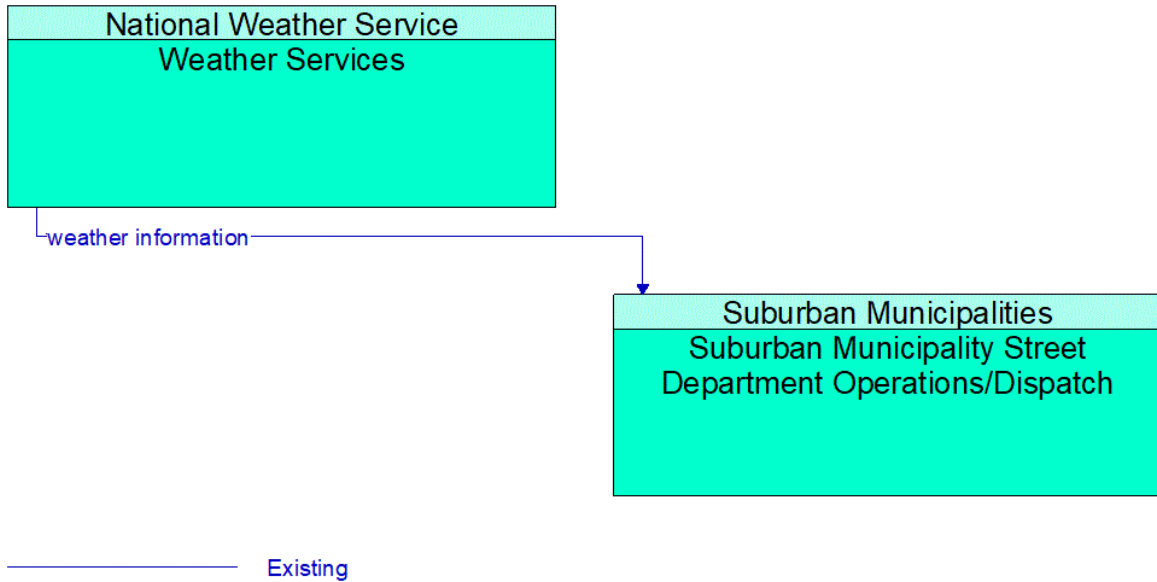 National Weather Service
Weather Services
weather information
Suburban Municipalities
Suburban Municipality Street
Department Operations/Dispatch
Existing